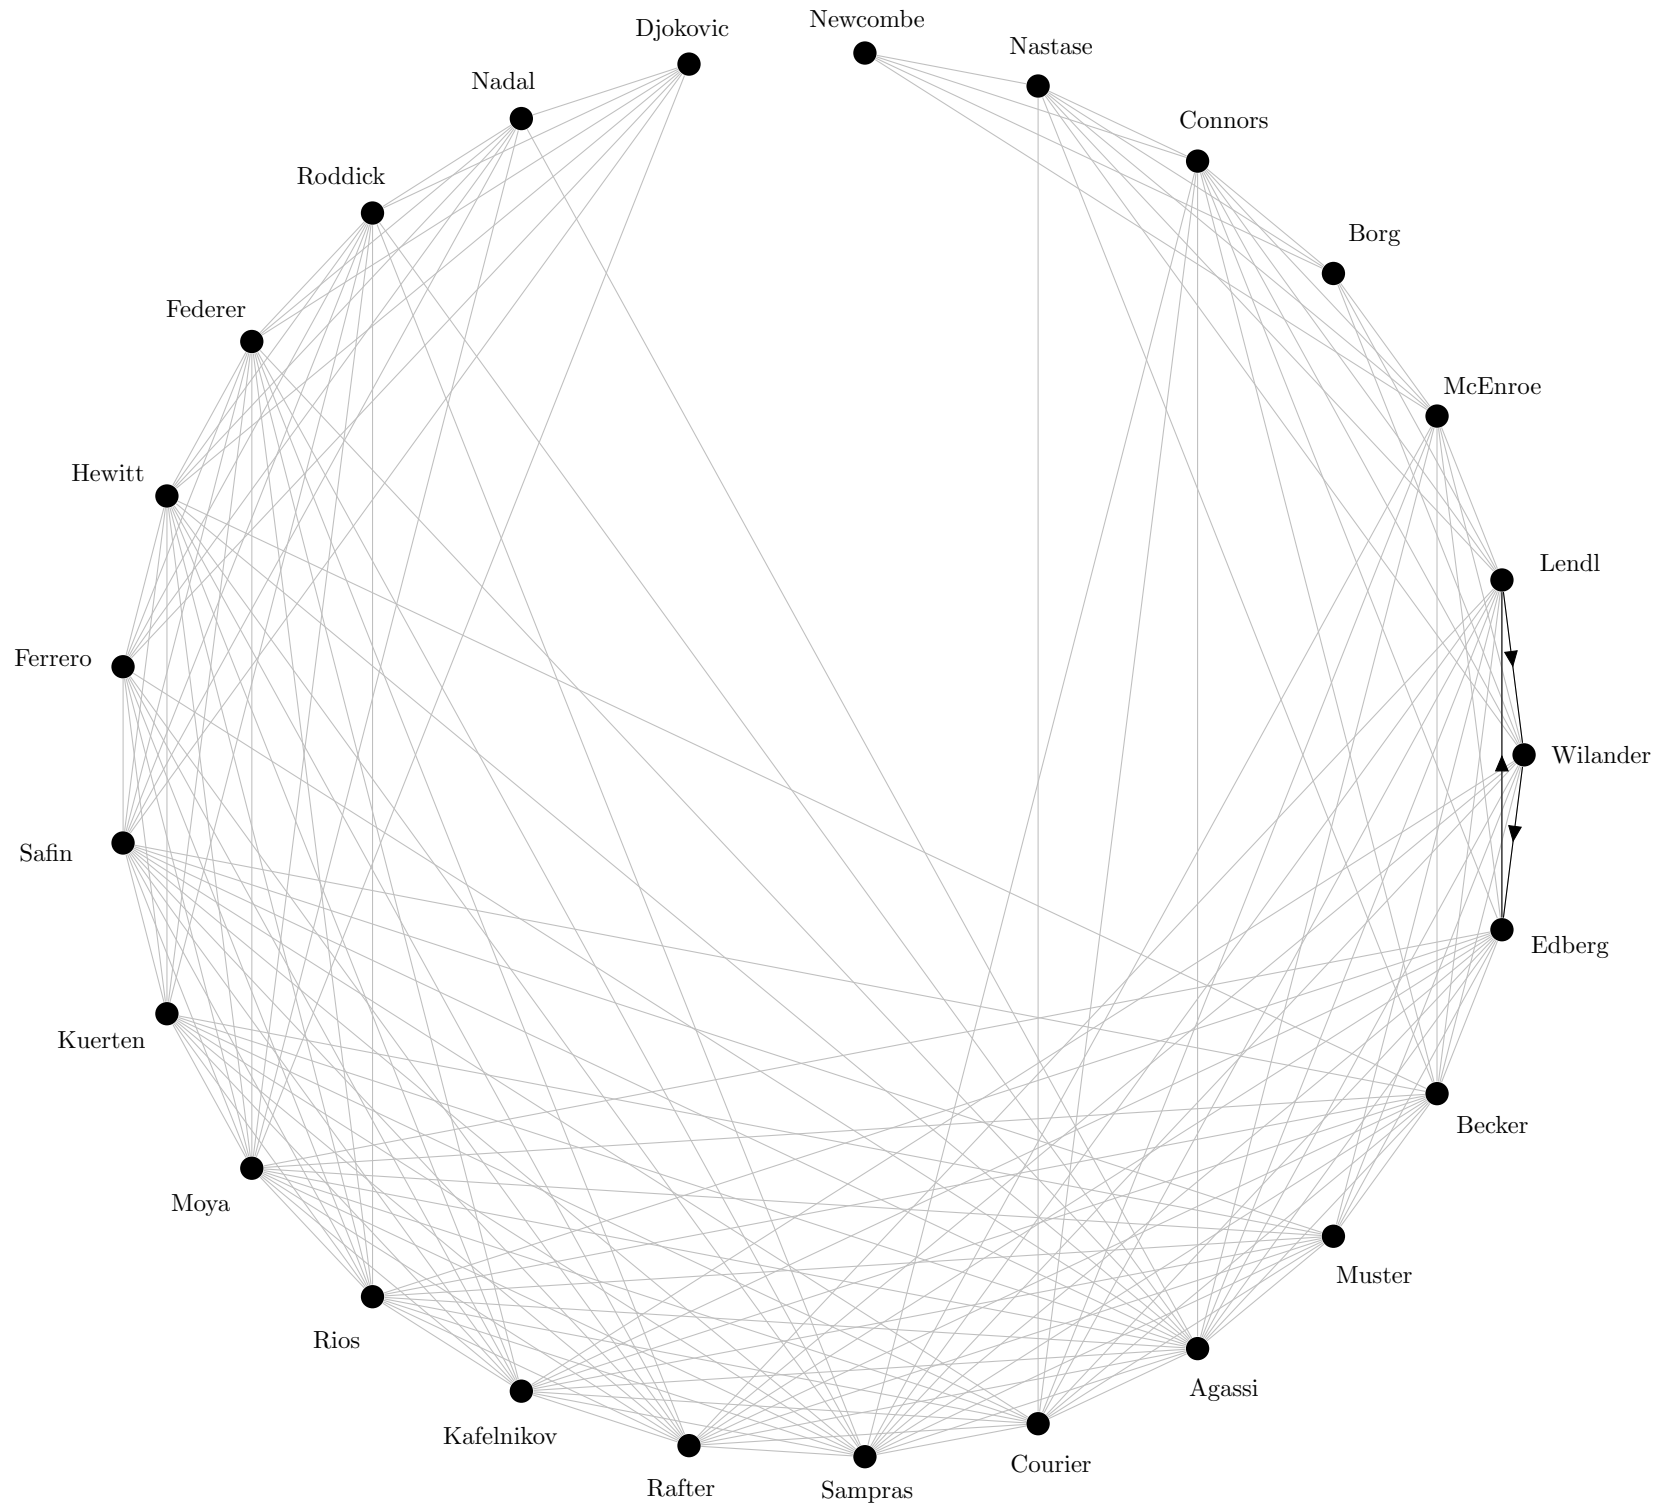 Newcombe
Djokovic
Nastase
Nadal
Connors
Roddick
Borg
Federer
McEnroe
Hewitt
Lendl
Ferrero
Wilander
Safin
Edberg
Kuerten
Becker
Moya
Muster
Rios
Agassi
Kafelnikov
Courier
Rafter
Sampras